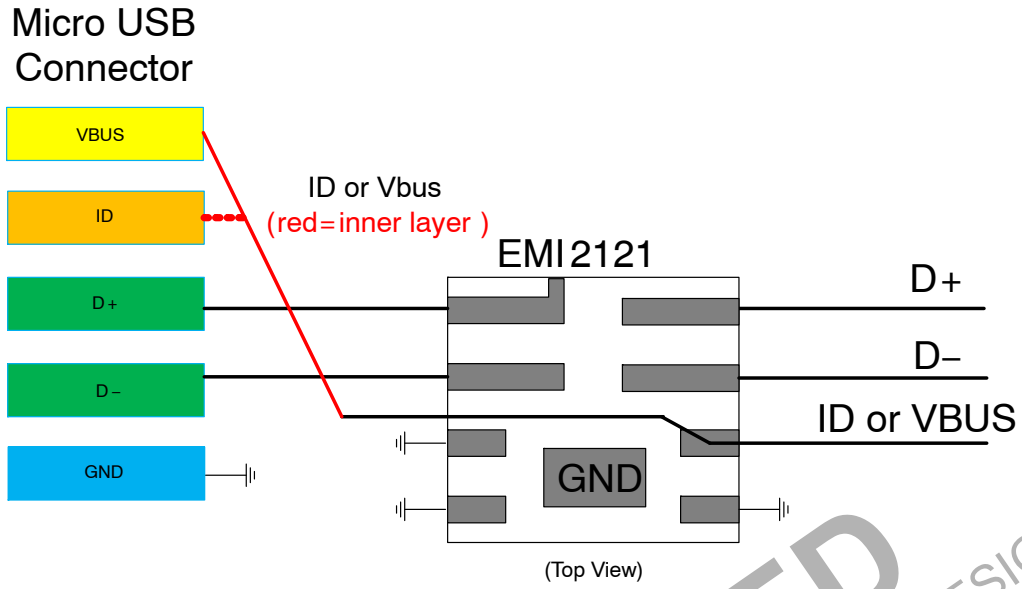 Micro USB
Connector
VBUS
ID
D+
D−
GND
ID or Vbus
(red=inner layer )
EMI2121
GND
D+
D−
ID or VBUS
(Top View)